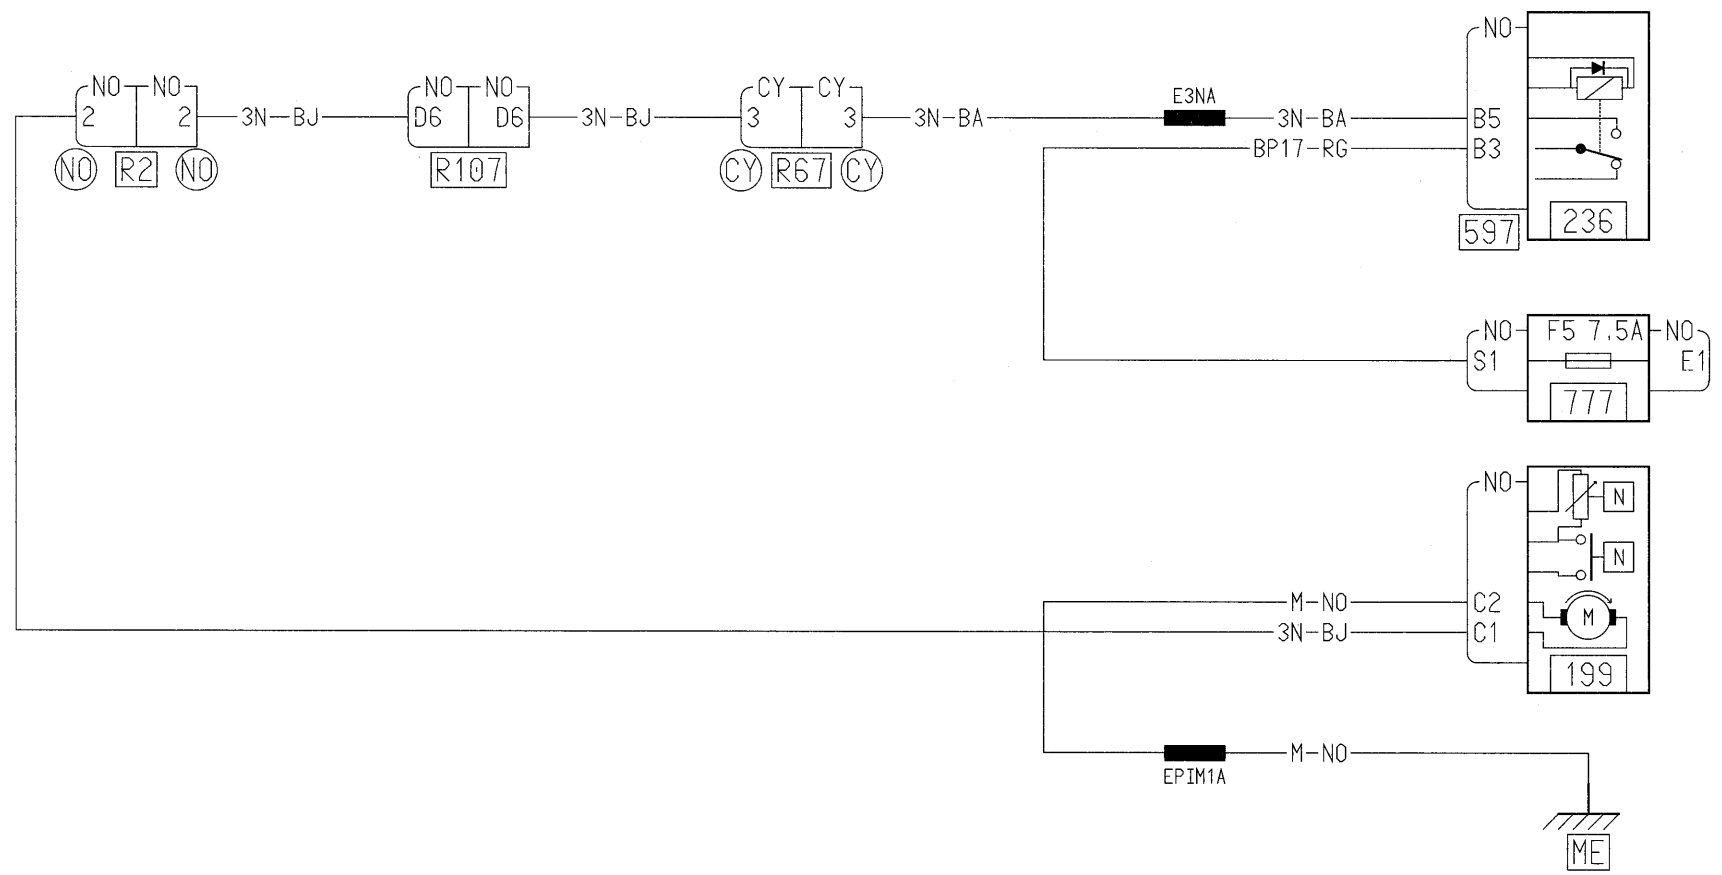 NO
NO NO
NO NO
CY CY
E3NA
2 2 3N-BJ D6 D6 3N-BJ 3 3 3N-BA 3N-BA B5
BP17-RG B3
NO R2 NO
R107
CY R67 CY
236
597
NO F5 7.5A NO
S1 E1
777
NO N
N
M-NO C2
M
3N-BJ C1
199
M-NO
EPIM1A
ME